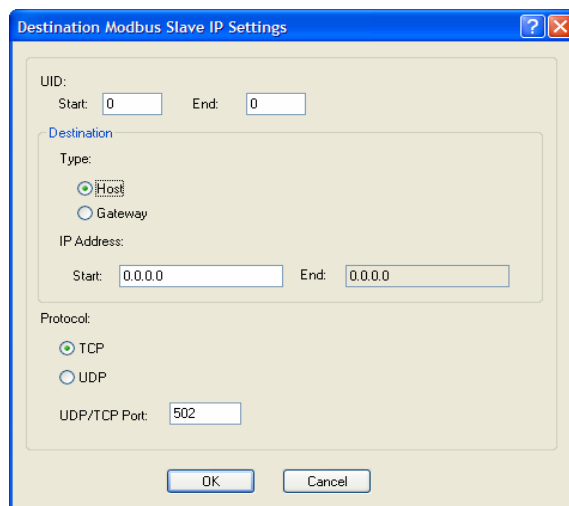 Destination Modbus Slave IP Settings
UID:
Start: 0 End: 0
Destination
Type:
Host
Gateway
IP Address:
Start: 0.0.0.0 End: 0.0.0.0
Protocol:
TCP
UDP
UDP/TCP Port: 502
OK Cancel